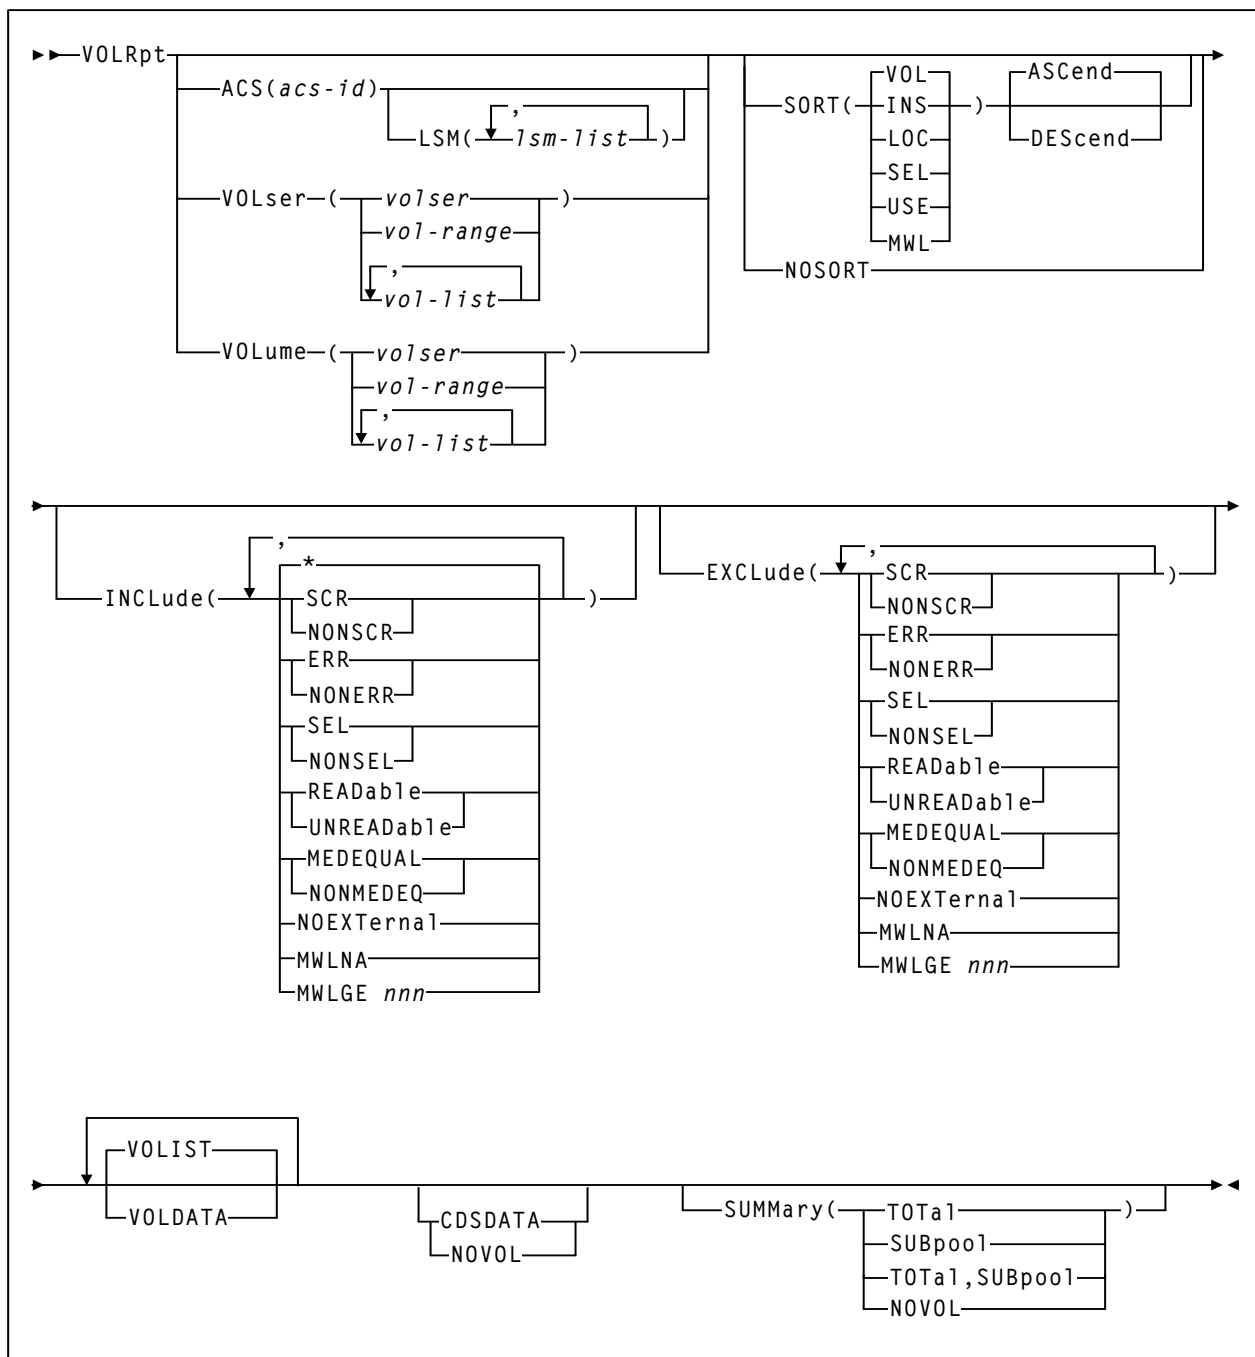 VOLRpt
ACS(acs-id)
,
LSM(lsm-list)
VOLser(volser)
vol-range
,
vol-list
VOLume(volser)
vol-range
,
vol-list
SORT(VOL
INS)
LOC
SEL
USE
MWL
ASCend
DEScend
NOSORT
INCLude(
,
*
SCR)
NONSCR
ERR
NONERR
SEL
NONSEL
READable
UNREADable
MEDEQUAL
NONMEDEQ
NOEXTernal
MWLNA
MWLGE nnn
EXCLude(
,
SCR)
NONSCR
ERR
NONERR
SEL
NONSEL
READable
UNREADable
MEDEQUAL
NONMEDEQ
NOEXTernal
MWLNA
MWLGE nnn
VOLIST
VOLDATA
CDSDATA
NOVOL
SUMMary(TOTal)
SUBpool
TOTal,SUBpool
NOVOL